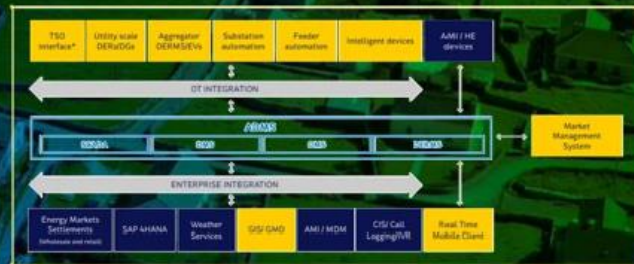 TSO
interface*
Utility scale
DERs/DGs
Aggregator
DERMS/EVs
Substation
automation
Feeder
automation
Intelligent devices
AMI / HE
devices
OT INTEGRATION
ADMS
SCADA
DMS
OMS
DERMS
Market
Management
System
ENTERPRISE INTEGRATION
Energy Markets
Settlements
(wholesale and retail)
SAP 4HANA
Weather
Services
GIS/ GMD
AMI / MDM
CIS/ Call
Logging/IVR
Real Time
Mobile Client